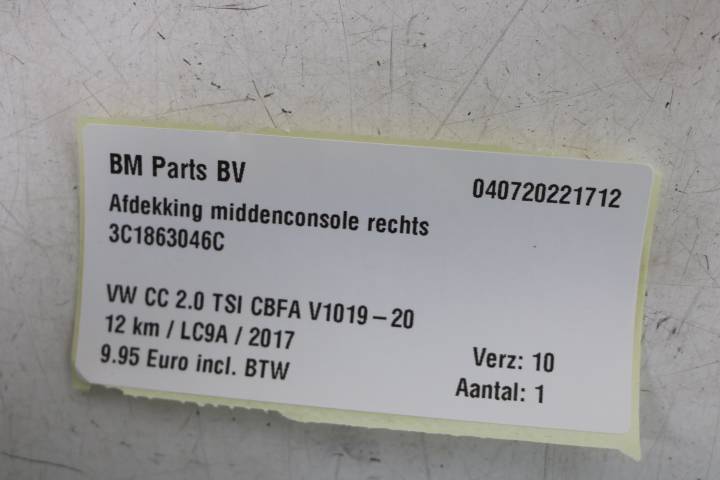 BM Parts BV
040720221712
Afdekking middenconsole rechts
3C1863046C
VW CC 2.0 TSI CBFA V1019-20
12 km / LC9A / 2017
9.95 Euro incl. BTW
Verz: 10
Aantal: 1